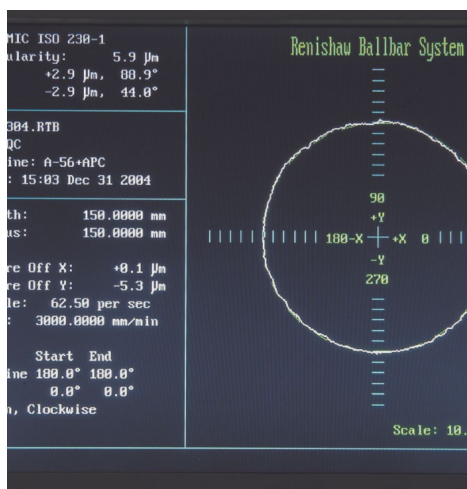 MIC ISO 230-1
ularity: 5.9 µm
+2.9 µm, 88.9°
-2.9 µm, 44.0°
304.RTB
QC
ine: A-56+APC
: 15:03 Dec 31 2004
th: 150.0000 mm
us: 150.0000 mm
re Off X: +0.1 µm
re Off Y: -5.3 µm
le: 62.50 per sec
: 3000.0000 mm/min
Start End
ine 180.0° 180.0°
0.0° 0.0°
n, Clockwise
Renishaw Ballbar System
90
+Y
180-X +X 0
-Y
270
Scale: 10.